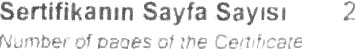 Sertifikanın Sayfa Sayısı 2
Number of pages of the Certificate